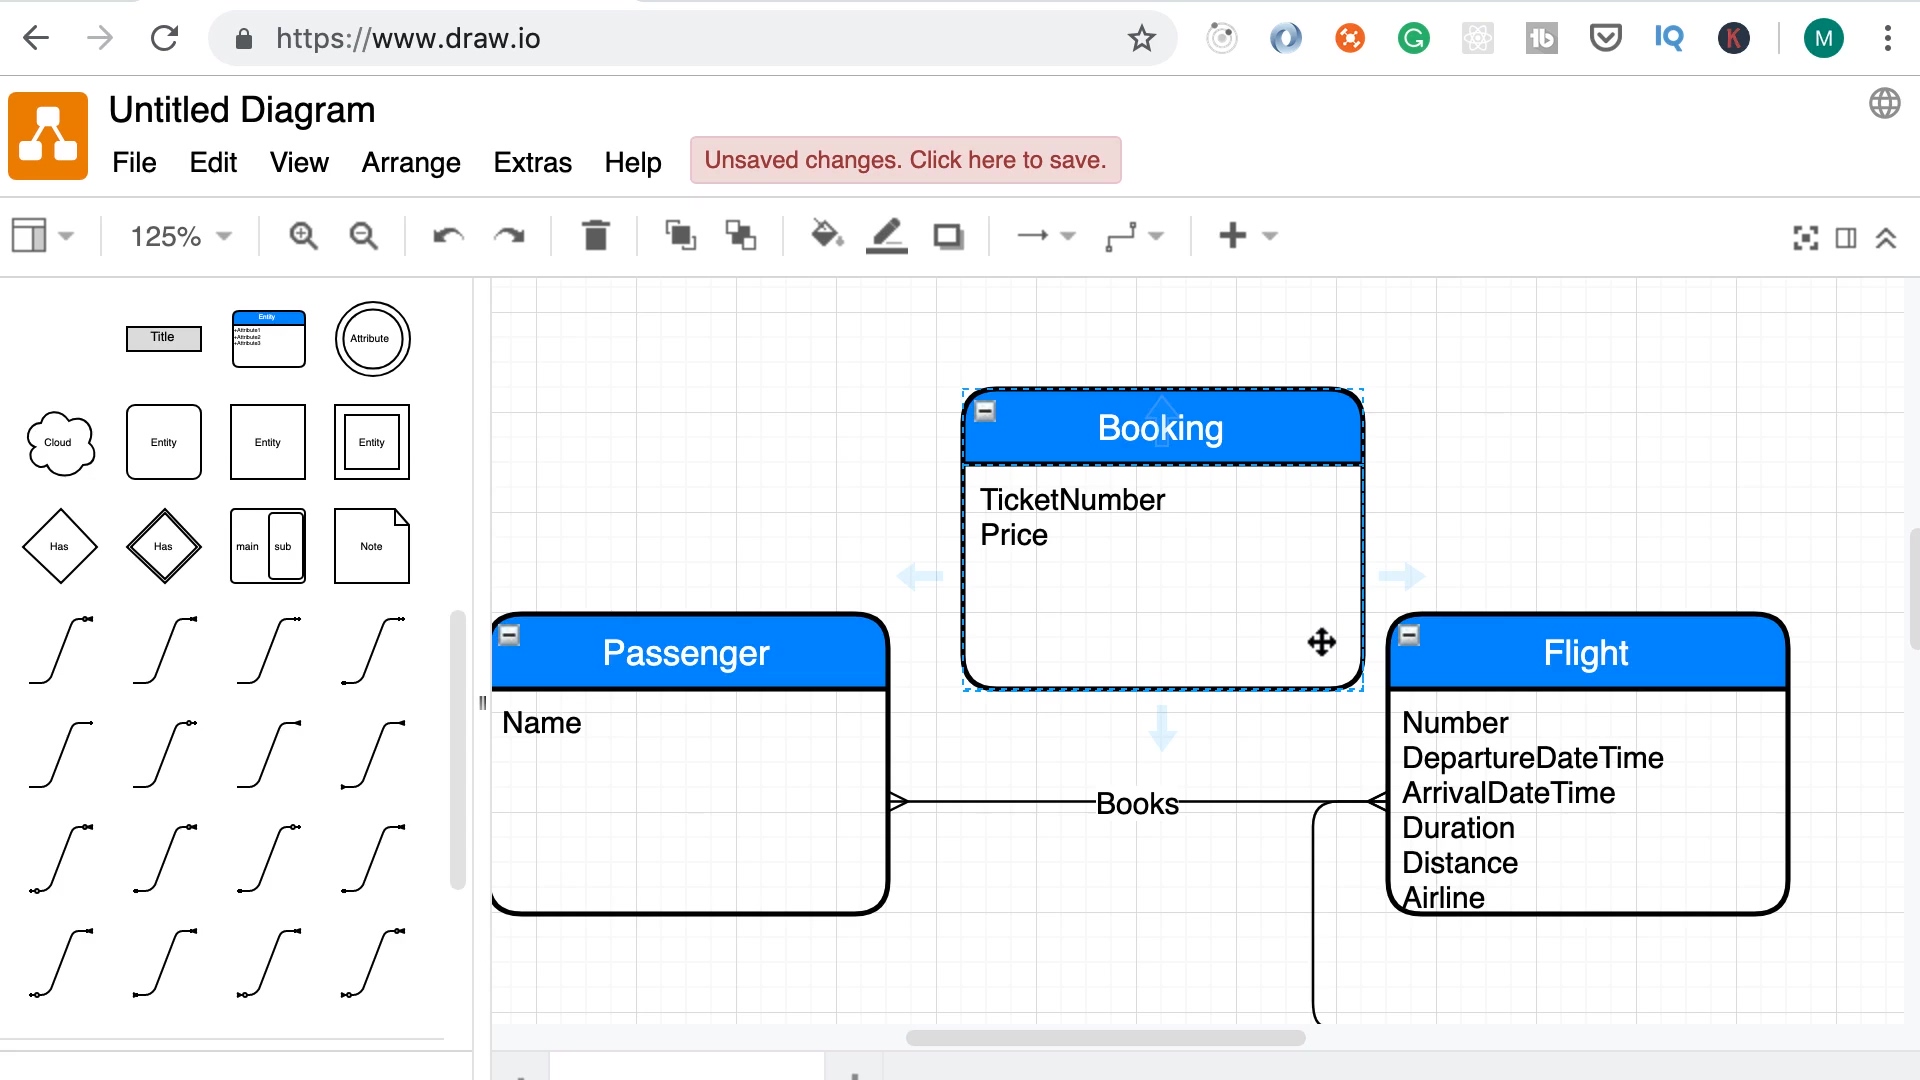 https://www.draw.io
M
IQ
K
G
tb
Untitled Diagram
File Edit View Arrange Extras Help
Unsaved changes. Click here to save.
125%
Title
Entity
+Attribute1
+Attribute2
+Attribute3
Attribute
Cloud
Entity
Entity
Entity
Has
Has
main sub
Note
Booking
TicketNumber
Price
Passenger
Name
Books
Flight
Number
DepartureDateTime
ArrivalDateTime
Duration
Distance
Airline